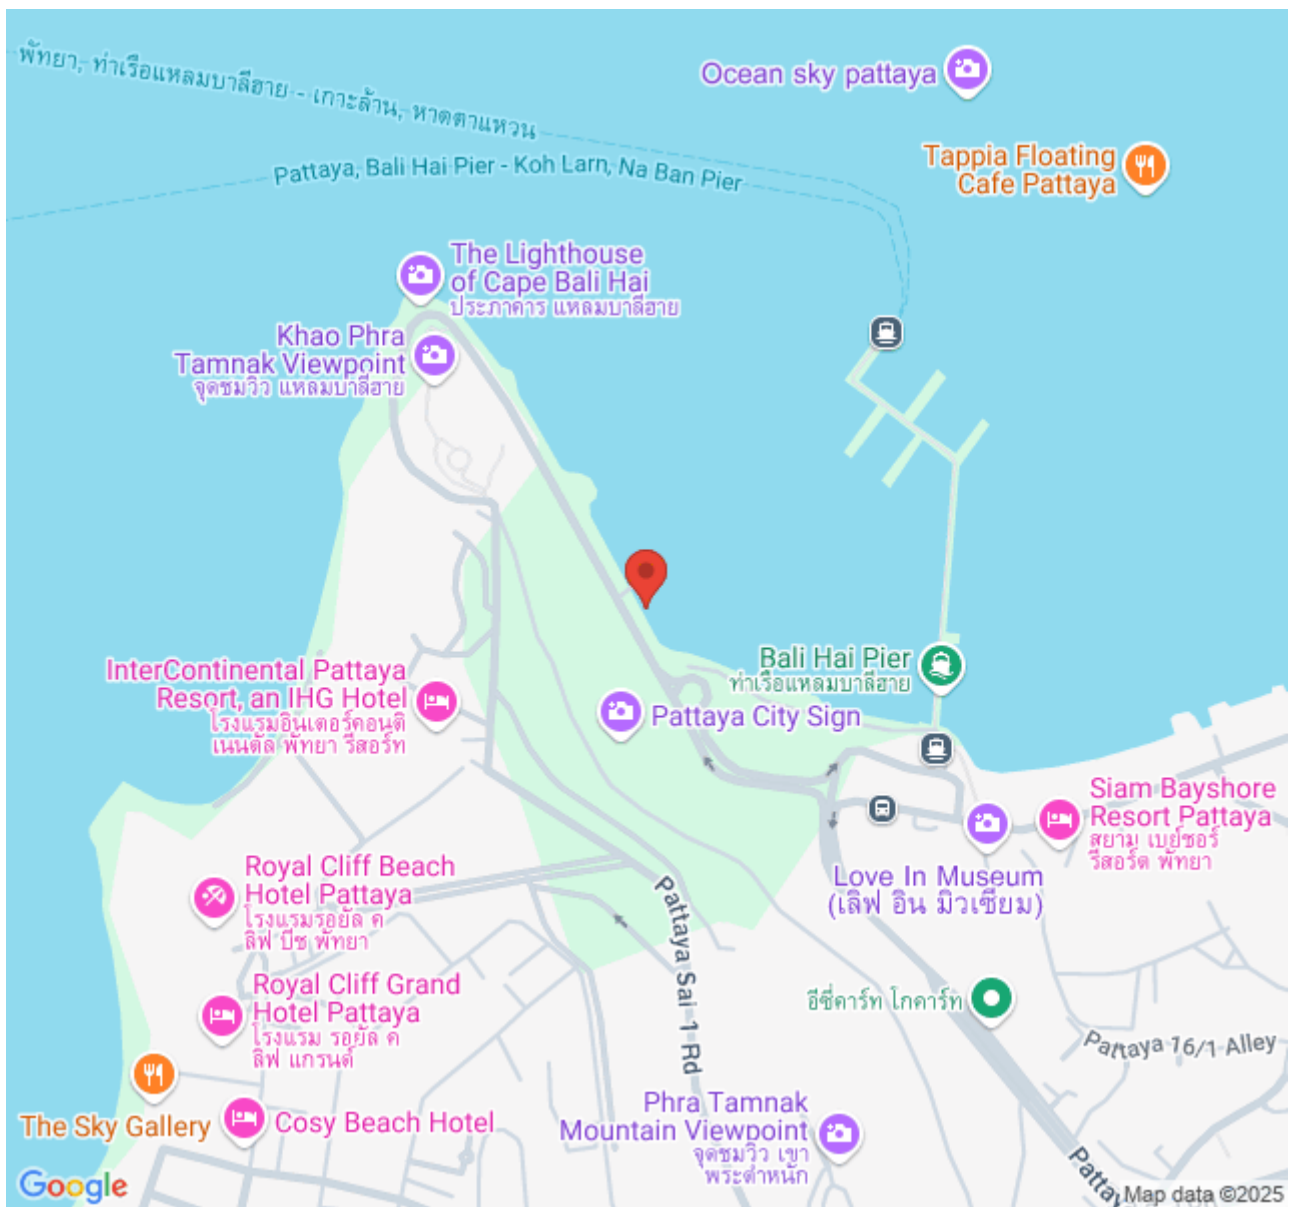 พัทยา, ท่าเรือแหลมบาลีฮาย - เกาะล้าน, หาดตาแหวน
Ocean sky pattaya
Pattaya, Bali Hai Pier - Koh Larn, Na Ban Pier
Tappia Floating
Cafe Pattaya
The Lighthouse
of Cape Bali Hai
ประภาคาร แหลมบาลีฮาย
Khao Phra
Tamnak Viewpoint
จุดชมวิว แหลมบาลีฮาย
Bali Hai Pier
ท่าเรือแหลมบาลีฮาย
InterContinental Pattaya
Resort, an IHG Hotel
โรงแรมอินเตอร์คอนติ
เนนตัล พัทยา รีสอร์ท
Pattaya City Sign
Siam Bayshore
Resort Pattaya
สยาม เบย์ชอร์
รีสอร์ต พัทยา
Love In Museum
(เลิฟ อิน มิวเซียม)
Royal Cliff Beach
Hotel Pattaya
โรงแรมรอยัล ค
ลิฟ บีช พัทยา
Pattaya Sai 1 Rd
Royal Cliff Grand
Hotel Pattaya
โรงแรม รอยัล ค
ลิฟ แกรนด์
อีซี่คาร์ท โกคาร์ท
Pattaya 16/1 Alley
The Sky Gallery
Cosy Beach Hotel
Phra Tamnak
Mountain Viewpoint
จุดชมวิว เขา
พระตำหนัก
Google
Map data ©2025